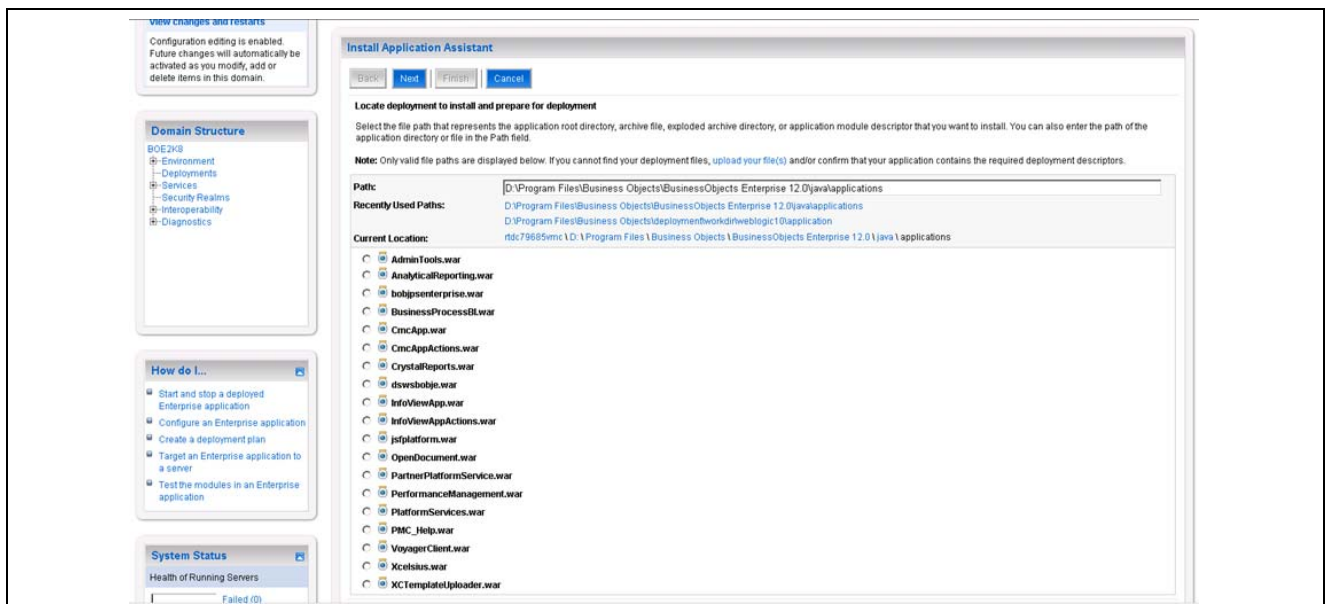 View changes and restarts
Configuration editing is enabled.
Future changes will automatically be
activated as you modify, add or
delete items in this domain.
Domain Structure
BOE2K8
Environment
Deployments
Services
Security Realms
Interoperability
Diagnostics
How do I...
Start and stop a deployed
Enterprise application
Configure an Enterprise application
Create a deployment plan
Target an Enterprise application to
a server
Test the modules in an Enterprise
application
System Status
Health of Running Servers
Failed (0)
Install Application Assistant
Back Next Finish Cancel
Locate deployment to install and prepare for deployment
Select the file path that represents the application root directory, archive file, exploded archive directory, or application module descriptor that you want to install. You can also enter the path of the
application directory or file in the Path field.
Note: Only valid file paths are displayed below. If you cannot find your deployment files, upload your file(s) and/or confirm that your application contains the required deployment descriptors.
Path: D:\Program Files\Business Objects\BusinessObjects Enterprise 12.0\java\applications
Recently Used Paths: D:\Program Files\Business Objects\BusinessObjects Enterprise 12.0\java\applications
D:\Program Files\Business Objects\deployment\workdir\weblogic10\application
Current Location: rtdc79685vmc \ D: \ Program Files \ Business Objects \ BusinessObjects Enterprise 12.0 \ java \ applications
AdminTools.war
AnalyticalReporting.war
bobjpsenterprise.war
BusinessProcessBI.war
CmcApp.war
CmcAppActions.war
CrystalReports.war
dswsbobje.war
InfoViewApp.war
InfoViewAppActions.war
jsfplatform.war
OpenDocument.war
PartnerPlatformService.war
PerformanceManagement.war
PlatformServices.war
PMC_Help.war
VoyagerClient.war
Xcelsius.war
XCTemplateUploader.war